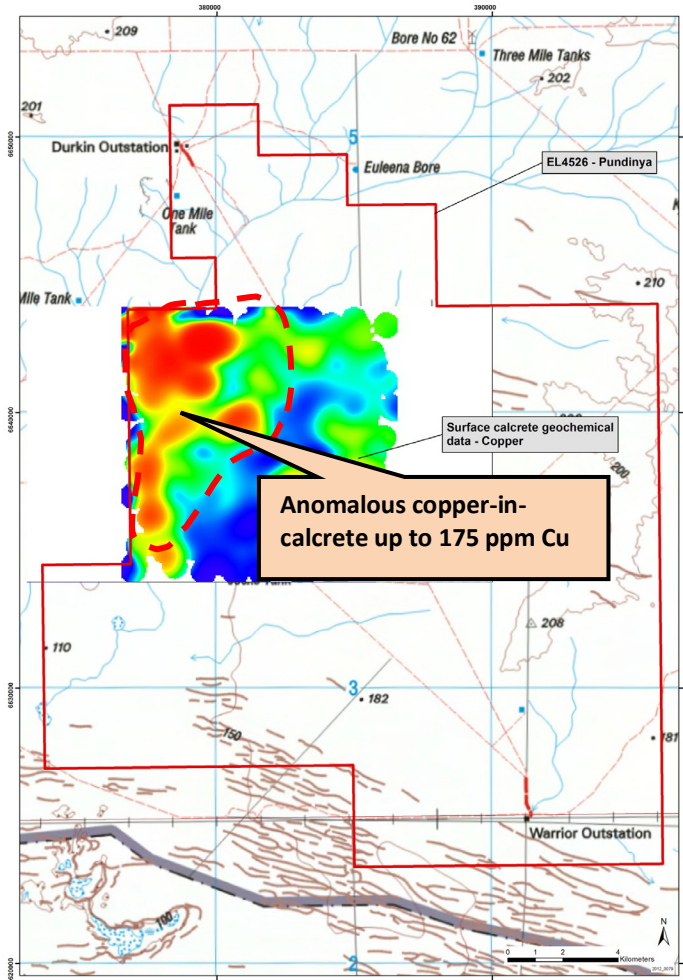 380000
390000
209
Bore No 62
Three Mile Tanks
202
201
6650000
5
Durkin Outstation
Euleena Bore
EL4526 - Pundinya
One Mile
Tank
210
Mile Tank
6640000
Surface calcrete geochemical
data - Copper
200
Anomalous copper-in-
calcrete up to 175 ppm Cu
208
110
6630000
3
182
150
181
Warrior Outstation
100
N
0 1 2 4
Kilometers
2
2012_0078